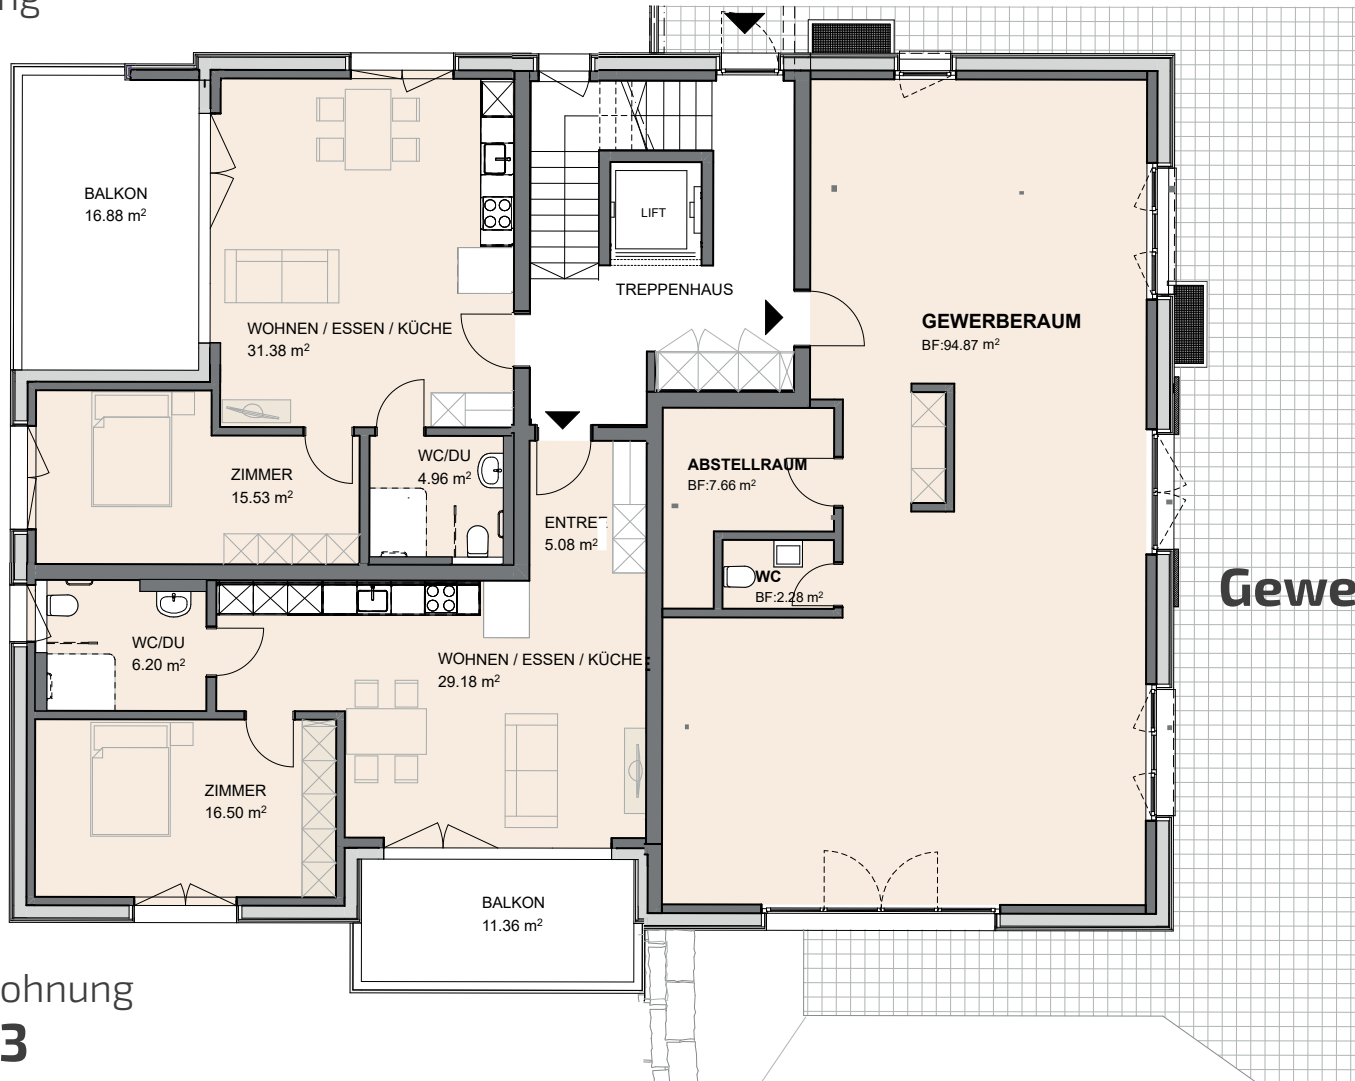 ng
BALKON
16.88 m²
WOHNEN / ESSEN / KÜCHE
31.38 m²
LIFT
TREPPENHAUS
GEWERBERAUM
BF:94.87 m²
ZIMMER
15.53 m²
WC/DU
4.96 m²
ABSTELLRAUM
BF:7.66 m²
ENTREE
5.08 m²
WC
BF:2.28 m²
Gewe
WC/DU
6.20 m²
WOHNEN / ESSEN / KÜCHE
29.18 m²
ZIMMER
16.50 m²
BALKON
11.36 m²
ohnung
3